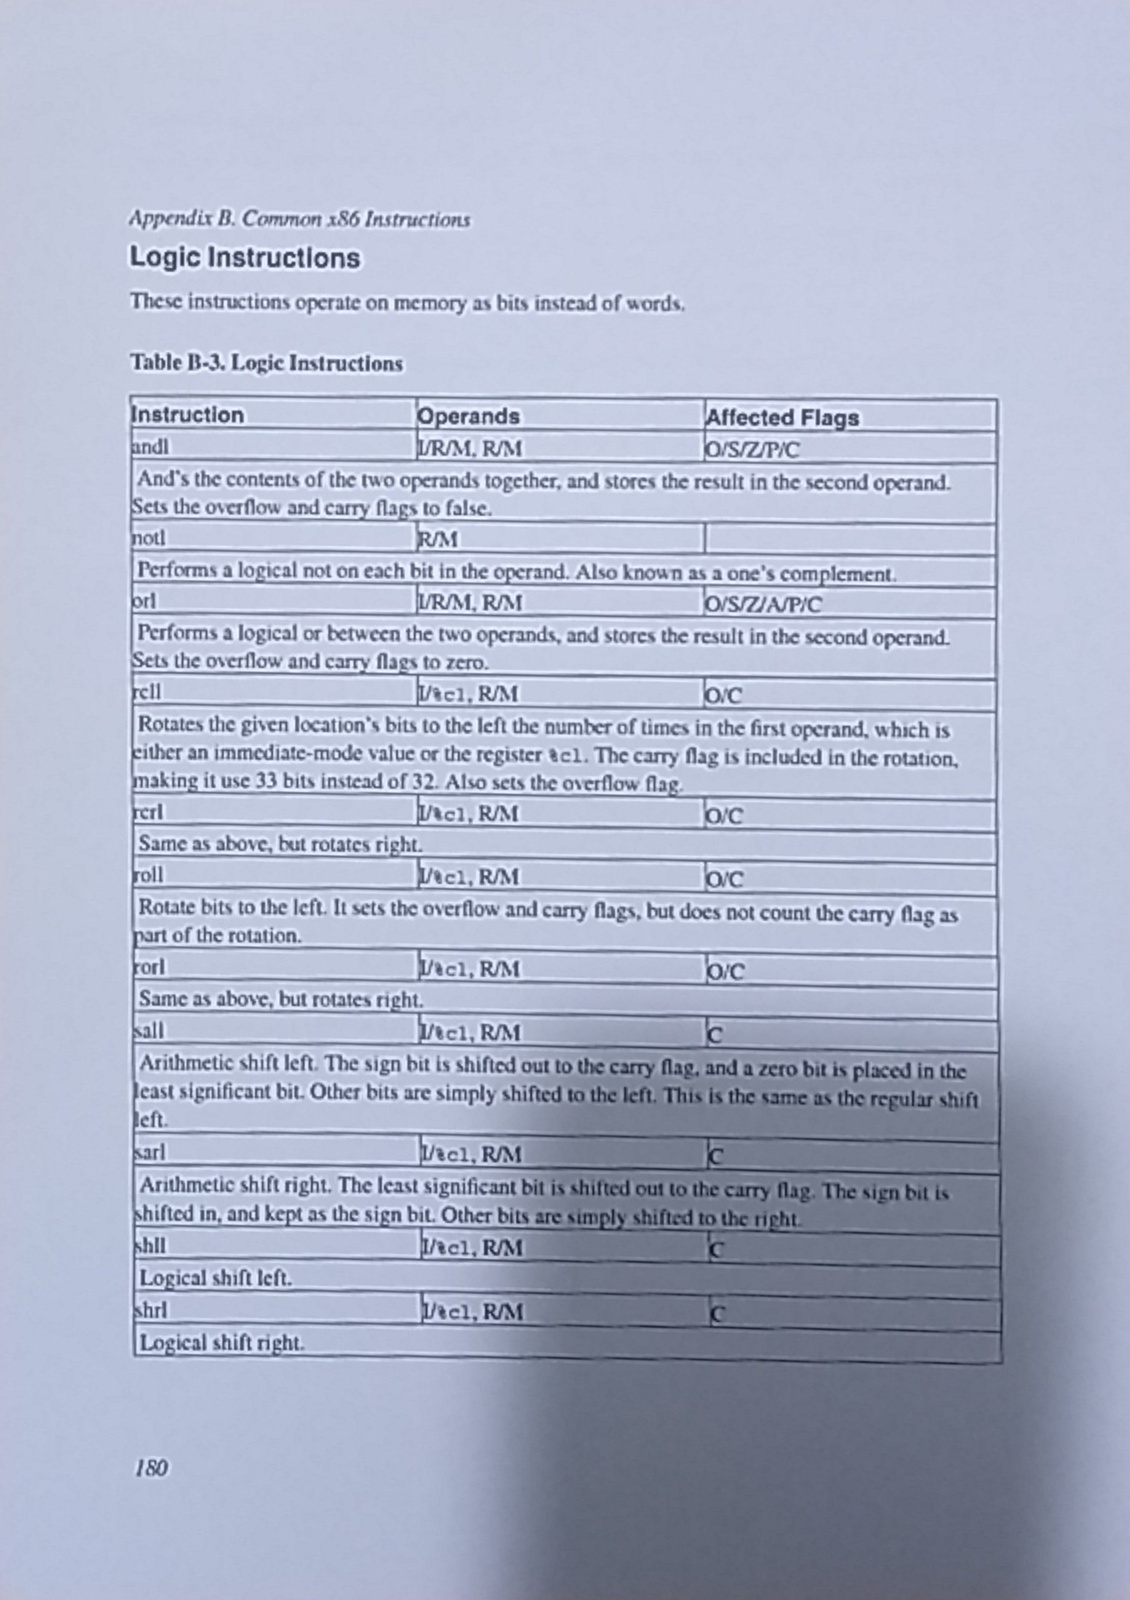 Appendix B. Common x86 Instructions
Logic Instructions
These instructions operate on memory as bits instead of words.
Table B-3. Logic Instructions
Instruction Operands Affected Flags
andl I/R/M, R/M O/S/Z/P/C
And's the contents of the two operands together, and stores the result in the second operand.
Sets the overflow and carry flags to false.
notl R/M
Performs a logical not on each bit in the operand. Also known as a one's complement.
orl I/R/M, R/M O/S/Z/A/P/C
Performs a logical or between the two operands, and stores the result in the second operand.
Sets the overflow and carry flags to zero.
rcll I/%cl, R/M O/C
Rotates the given location's bits to the left the number of times in the first operand, which is
either an immediate-mode value or the register %cl. The carry flag is included in the rotation,
making it use 33 bits instead of 32. Also sets the overflow flag.
rcrl I/%cl, R/M O/C
Same as above, but rotates right.
roll I/%cl, R/M O/C
Rotate bits to the left. It sets the overflow and carry flags, but does not count the carry flag as
part of the rotation.
rorl I/%cl, R/M O/C
Same as above, but rotates right.
sall I/%cl, R/M C
Arithmetic shift left. The sign bit is shifted out to the carry flag, and a zero bit is placed in the
least significant bit. Other bits are simply shifted to the left. This is the same as the regular shift
left.
sarl I/%cl, R/M C
Arithmetic shift right. The least significant bit is shifted out to the carry flag. The sign bit is
shifted in, and kept as the sign bit. Other bits are simply shifted to the right.
shll I/%cl, R/M C
Logical shift left.
shrl I/%cl, R/M C
Logical shift right.
180